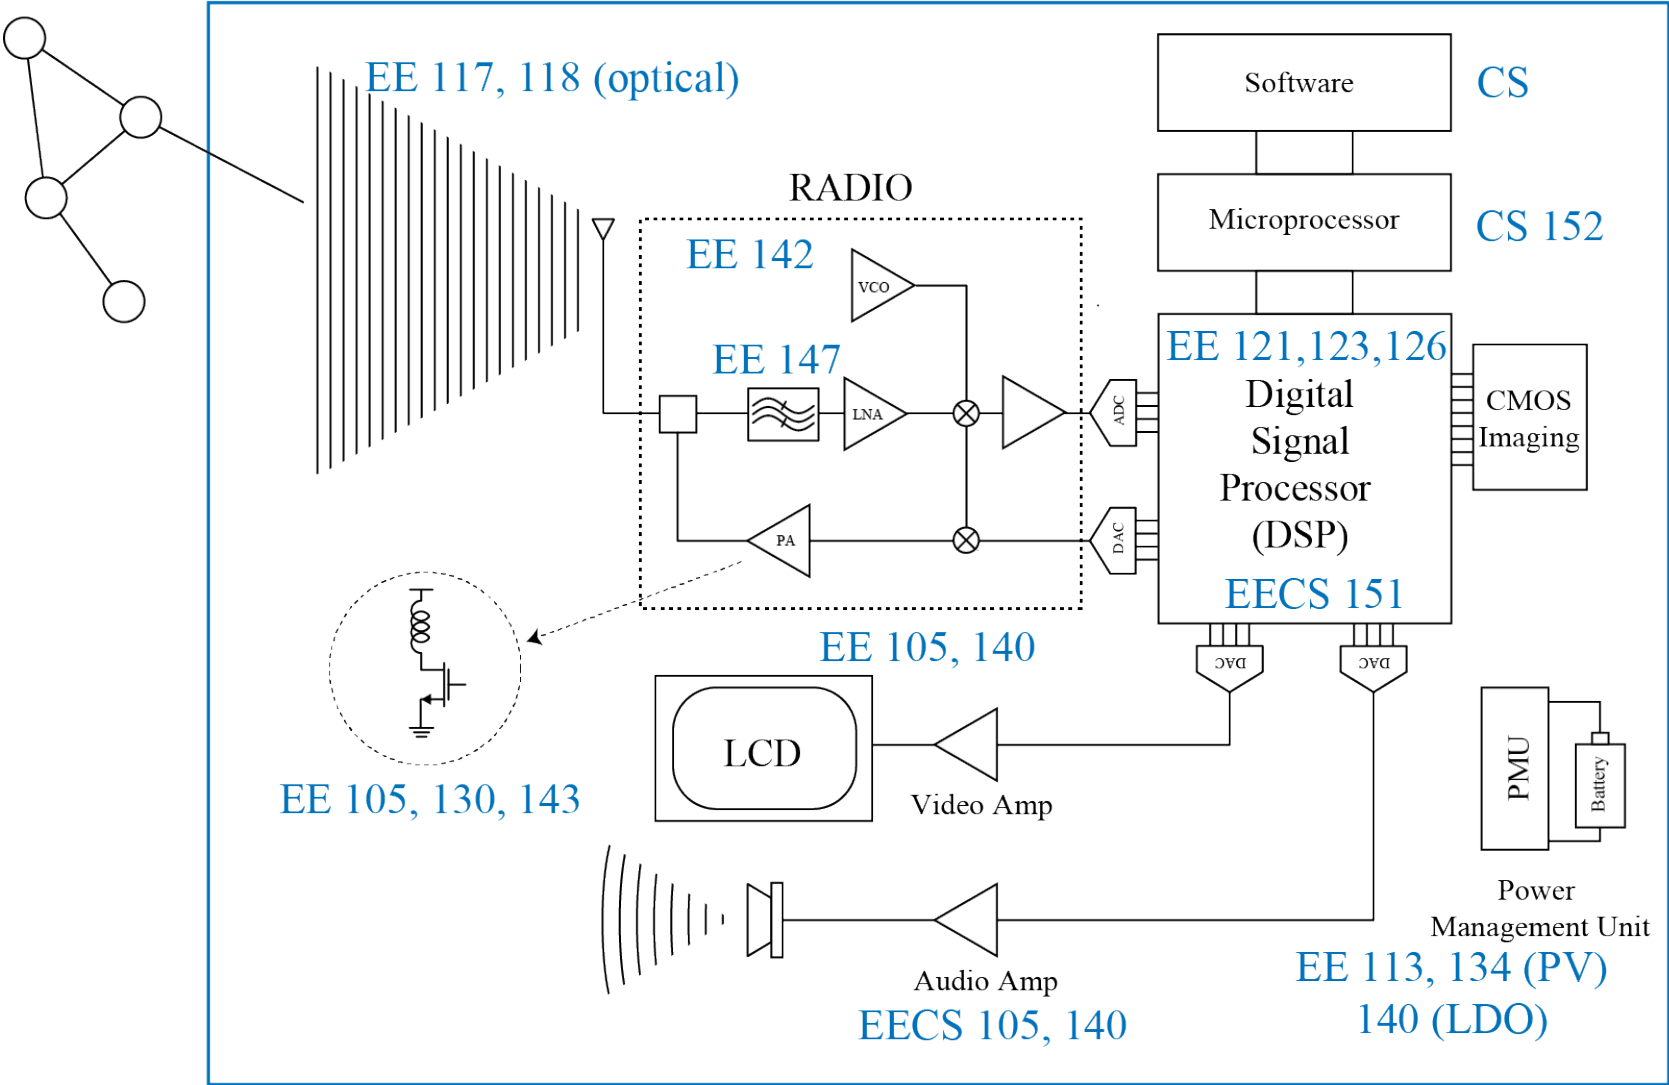 EE 117, 118 (optical)
Software
CS
RADIO
Microprocessor
CS 152
EE 142
VCO
EE 147
LNA
ADC
EE 121,123,126
Digital
Signal
Processor
(DSP)
EECS 151
CMOS
Imaging
PA
DAC
EE 105, 140
DAC
DAC
LCD
Video Amp
EE 105, 130, 143
PMU
Battery
Power
Management Unit
EE 113, 134 (PV)
140 (LDO)
Audio Amp
EECS 105, 140